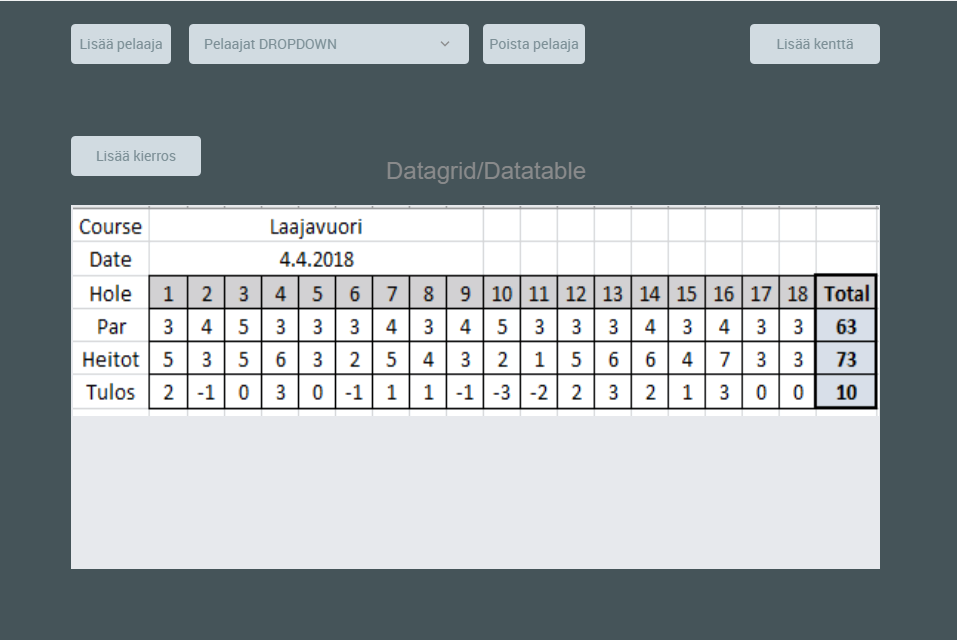 Lisää pelaaja Pelaajat DROPDOWN Poista pelaaja Lisää kenttä
Lisää kierros
Datagrid/Datatable
Course Laajavuori
Date 4.4.2018
Hole 1 2 3 4 5 6 7 8 9 10 11 12 13 14 15 16 17 18 Total
Par 3 4 5 3 3 3 4 3 4 5 3 3 3 4 3 4 3 3 63
Heitot 5 3 5 6 3 2 5 4 3 2 1 5 6 6 4 7 3 3 73
Tulos 2 -1 0 3 0 -1 1 1 -1 -3 -2 2 3 2 1 3 0 0 10